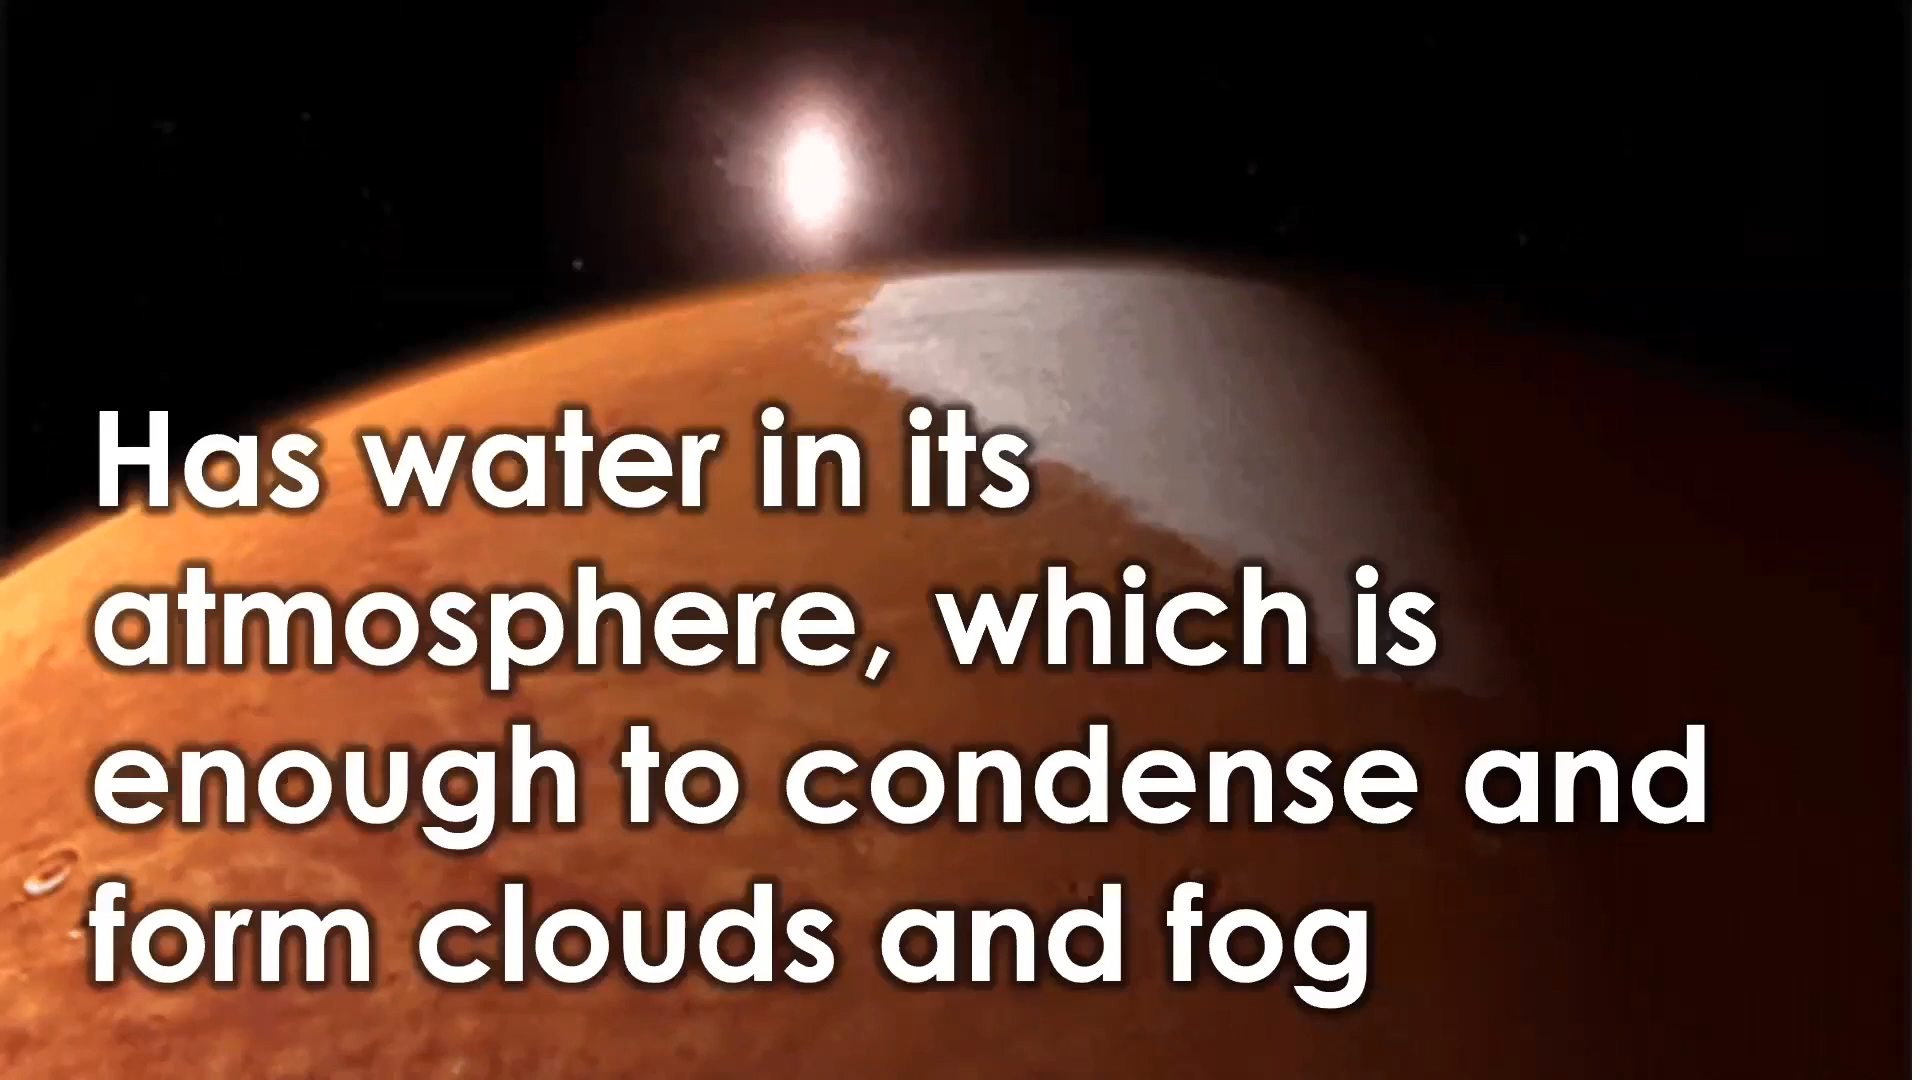 Has water in its
atmosphere, which is
enough to condense and
form clouds and fog